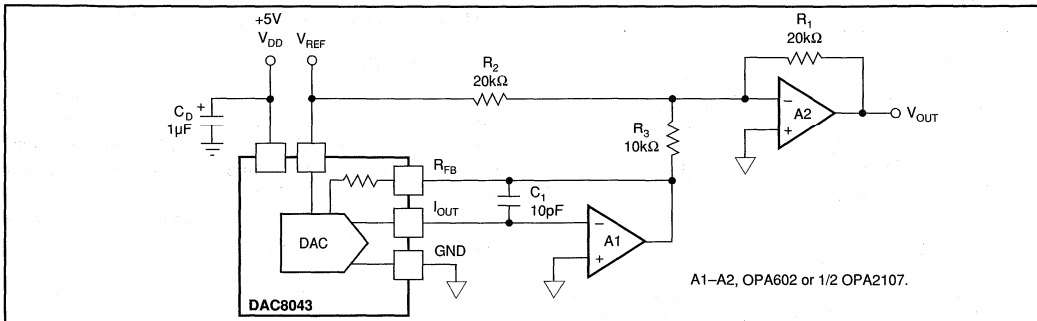 +5V
V_DD
V_REF
C_D
+
1µF
R_2
20kΩ
R_1
20kΩ
R_3
10kΩ
−
+
A2
V_OUT
R_FB
I_OUT
GND
C_1
10pF
−
+
A1
DAC
DAC8043
A1–A2, OPA602 or 1/2 OPA2107.